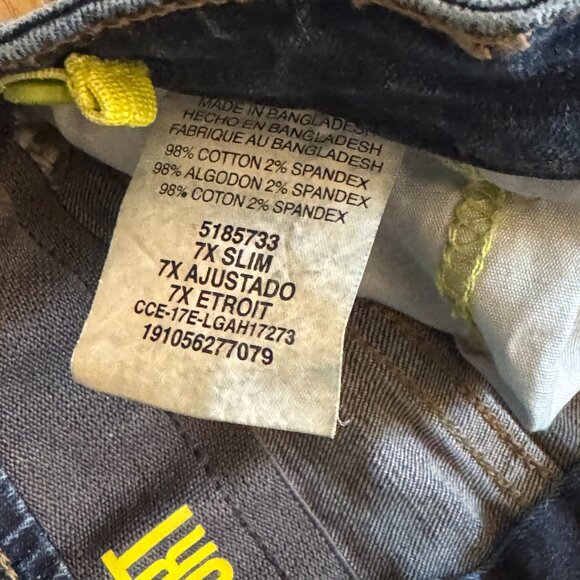 MADE IN BANGLADESH
HECHO EN BANGLADESH
FABRIQUE AU BANGLADESH
98% COTTON 2% SPANDEX
98% ALGODON 2% SPANDEX
98% COTON 2% SPANDEX
5185733
7X SLIM
7X AJUSTADO
7X ETROIT
CCE-17E-LGAH17273
191056277079